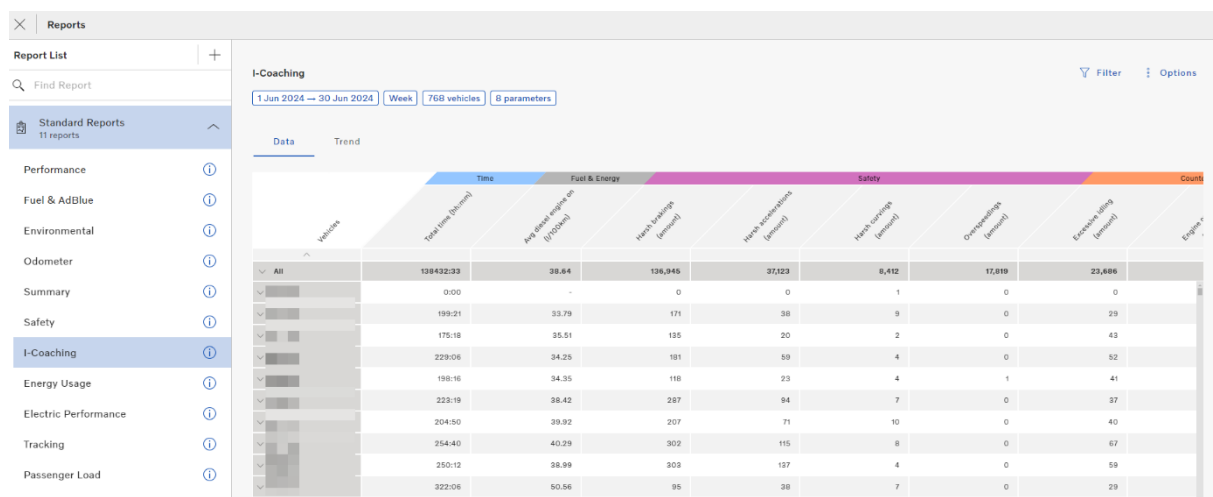 Reports
Report List
Find Report
Standard Reports
11 reports
Performance
Fuel & AdBlue
Environmental
Odometer
Summary
Safety
I-Coaching
Energy Usage
Electric Performance
Tracking
Passenger Load
I-Coaching
Filter
Options
1 Jun 2024 → 30 Jun 2024 Week 768 vehicles 8 parameters
Data Trend
Time Fuel & Energy Safety
Vehicles
Total time (hh:mm)
Avg diesel engine on (l/100km)
Harsh brakings (amount)
Harsh accelerations (amount)
Harsh curvings (amount)
Overspeedings (amount)
Excessive idling (amount)
Engine
All 138432:33 38.64 136,945 37,123 8,412 17,819 23,686
0:00 - 0 0 1 0 0
199:21 33.79 171 38 9 0 29
175:18 35.51 135 20 2 0 43
229:06 34.25 181 59 4 0 52
198:16 34.35 118 23 4 1 41
223:19 38.42 287 94 7 0 37
204:50 39.92 207 71 10 0 40
254:40 40.29 302 115 8 0 67
250:12 38.99 303 137 4 0 59
322:06 50.56 95 38 7 0 29